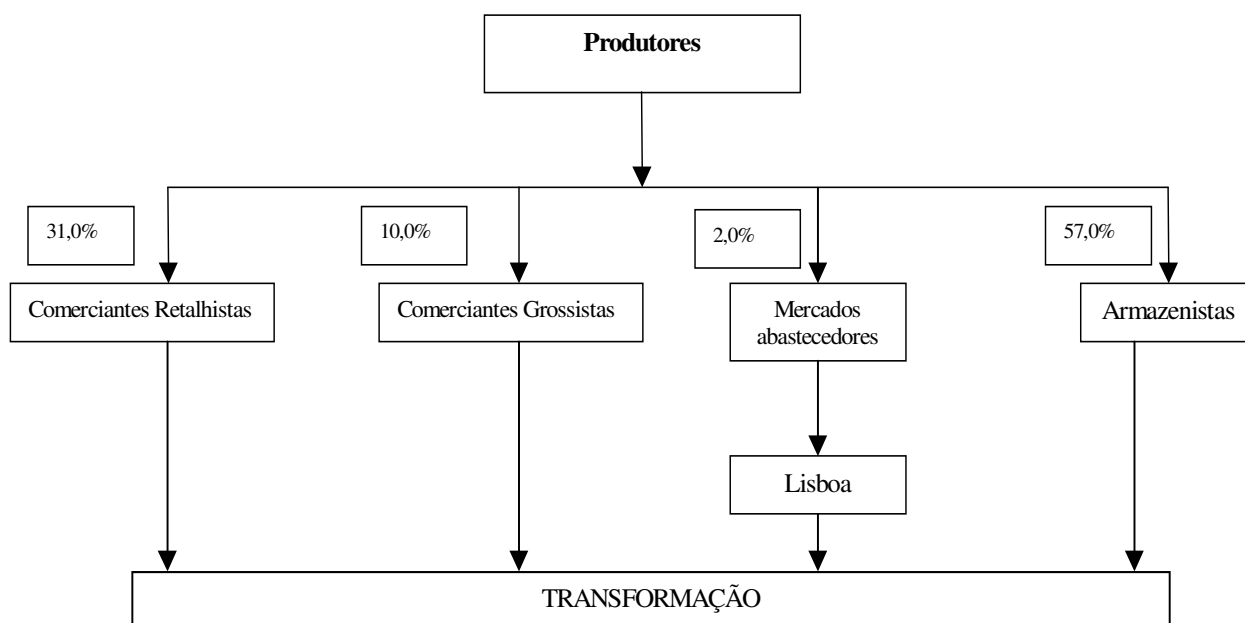 Produtores
31,0%
10,0%
2,0%
57,0%
Comerciantes Retalhistas
Comerciantes Grossistas
Mercados
abastecedores
Armazenistas
Lisboa
TRANSFORMAÇÃO